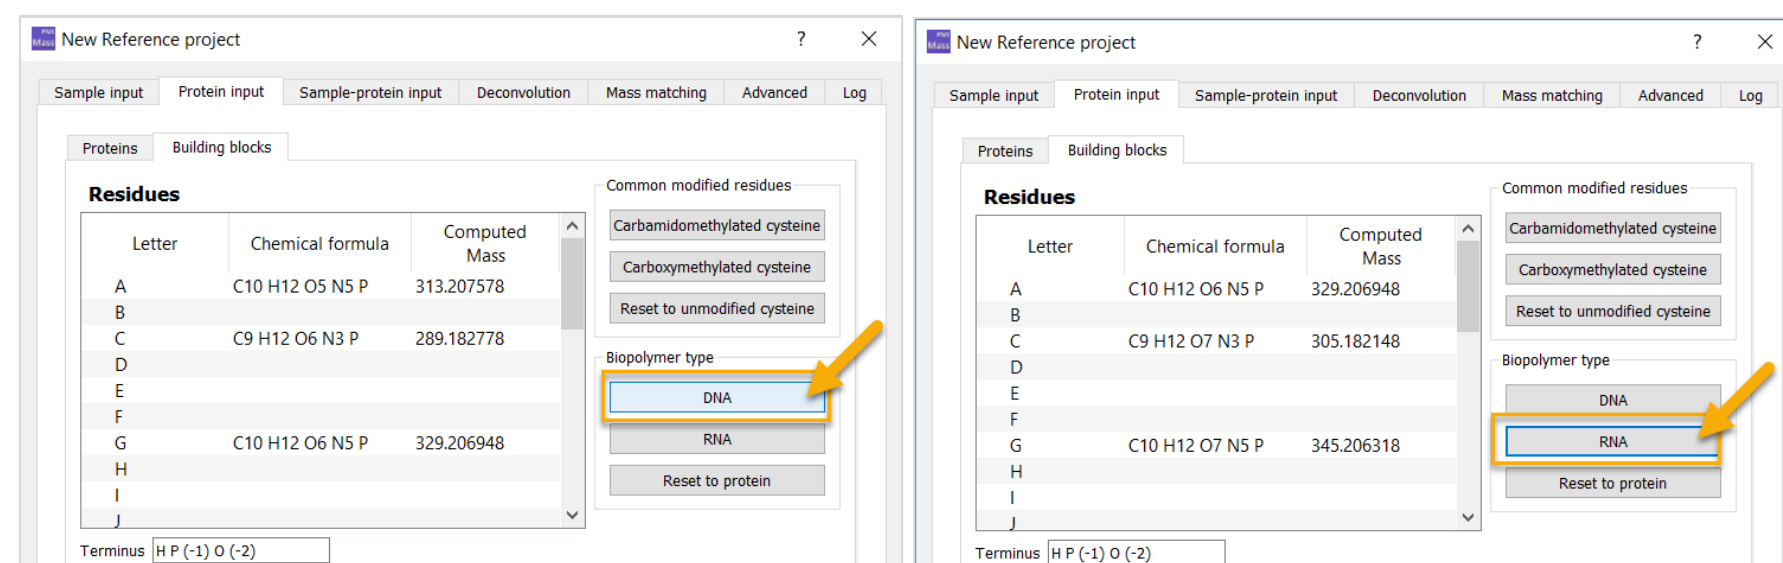 PMI
Mass New Reference project ? ×
Sample input Protein input Sample-protein input Deconvolution Mass matching Advanced Log
Proteins Building blocks
Residues
Letter Chemical formula Computed Mass
A C10 H12 O5 N5 P 313.207578
B
C C9 H12 O6 N3 P 289.182778
D
E
F
G C10 H12 O6 N5 P 329.206948
H
I
J
Terminus H P (-1) O (-2)
Common modified residues
Carbamidomethylated cysteine
Carboxymethylated cysteine
Reset to unmodified cysteine
Biopolymer type
DNA
RNA
Reset to protein
PMI
Mass New Reference project ? ×
Sample input Protein input Sample-protein input Deconvolution Mass matching Advanced Log
Proteins Building blocks
Residues
Letter Chemical formula Computed Mass
A C10 H12 O6 N5 P 329.206948
B
C C9 H12 O7 N3 P 305.182148
D
E
F
G C10 H12 O7 N5 P 345.206318
H
I
J
Terminus H P (-1) O (-2)
Common modified residues
Carbamidomethylated cysteine
Carboxymethylated cysteine
Reset to unmodified cysteine
Biopolymer type
DNA
RNA
Reset to protein